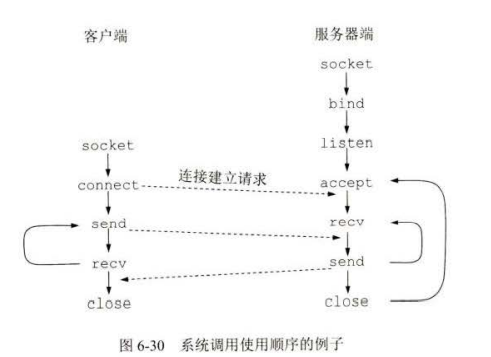 客户端
服务器端
socket
bind
listen
socket
连接建立请求
connect
accept
send
recv
recv
send
close
close
图 6-30 系统调用使用顺序的例子